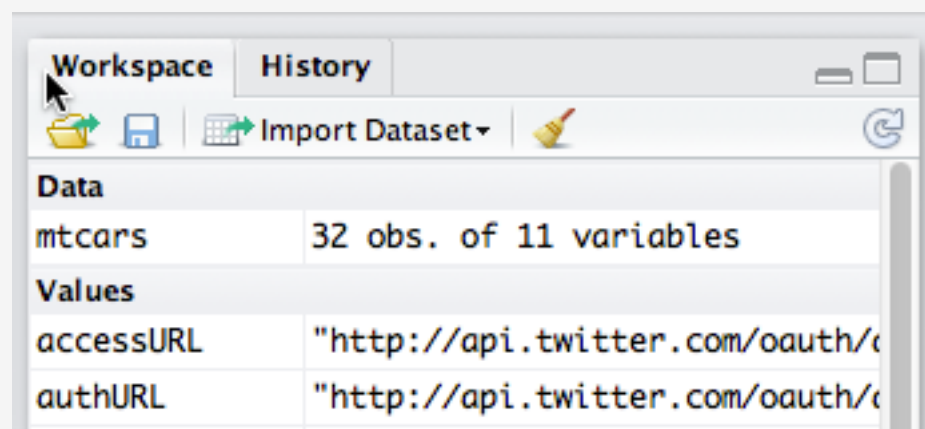 Workspace History
Import Dataset
Data
mtcars 32 obs. of 11 variables
Values
accessURL "http://api.twitter.com/oauth/
authURL "http://api.twitter.com/oauth/